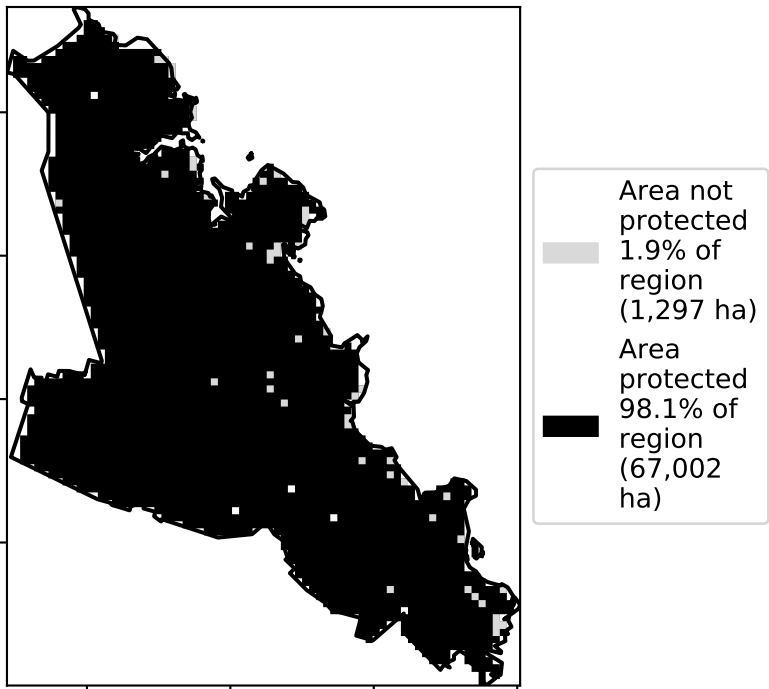 Area not
protected
1.9% of
region
(1,297 ha)
Area
protected
98.1% of
region
(67,002
ha)